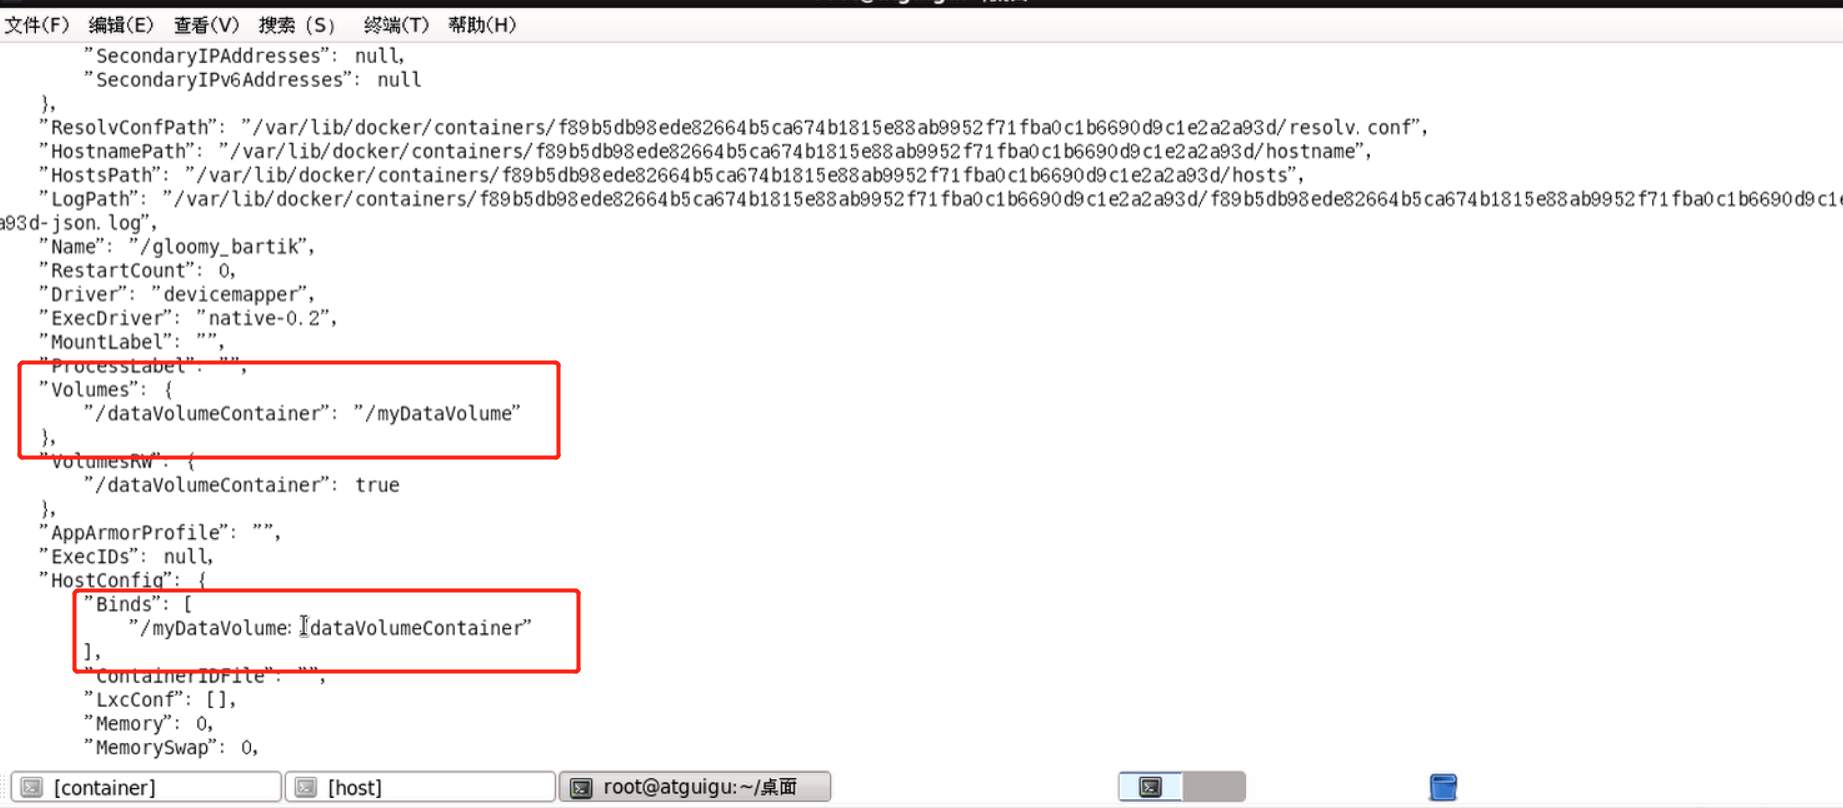 文件(F) 编辑(E) 查看(V) 搜索 (S) 终端(T) 帮助(H)
"SecondaryIPAddresses": null,
"SecondaryIPv6Addresses": null
},
"ResolvConfPath": "/var/lib/docker/containers/f89b5db98ede82664b5ca674b1815e88ab9952f71fba0c1b6690d9c1e2a2a93d/resolv.conf",
"HostnamePath": "/var/lib/docker/containers/f89b5db98ede82664b5ca674b1815e88ab9952f71fba0c1b6690d9c1e2a2a93d/hostname",
"HostsPath": "/var/lib/docker/containers/f89b5db98ede82664b5ca674b1815e88ab9952f71fba0c1b6690d9c1e2a2a93d/hosts",
"LogPath": "/var/lib/docker/containers/f89b5db98ede82664b5ca674b1815e88ab9952f71fba0c1b6690d9c1e2a2a93d/f89b5db98ede82664b5ca674b1815e88ab9952f71fba0c1b6690d9c1e
a93d-json.log",
"Name": "/gloomy_bartik",
"RestartCount": 0,
"Driver": "devicemapper",
"ExecDriver": "native-0.2",
"MountLabel": "",
"ProcessLabel": "",
"Volumes": {
"/dataVolumeContainer": "/myDataVolume"
},
"VolumesRW": {
"/dataVolumeContainer": true
},
"AppArmorProfile": "",
"ExecIDs": null,
"HostConfig": {
"Binds": [
"/myDataVolume:/dataVolumeContainer"
],
"ContainerIDFile": "",
"LxcConf": [],
"Memory": 0,
"MemorySwap": 0,
[container] [host] root@atguigu:~/桌面